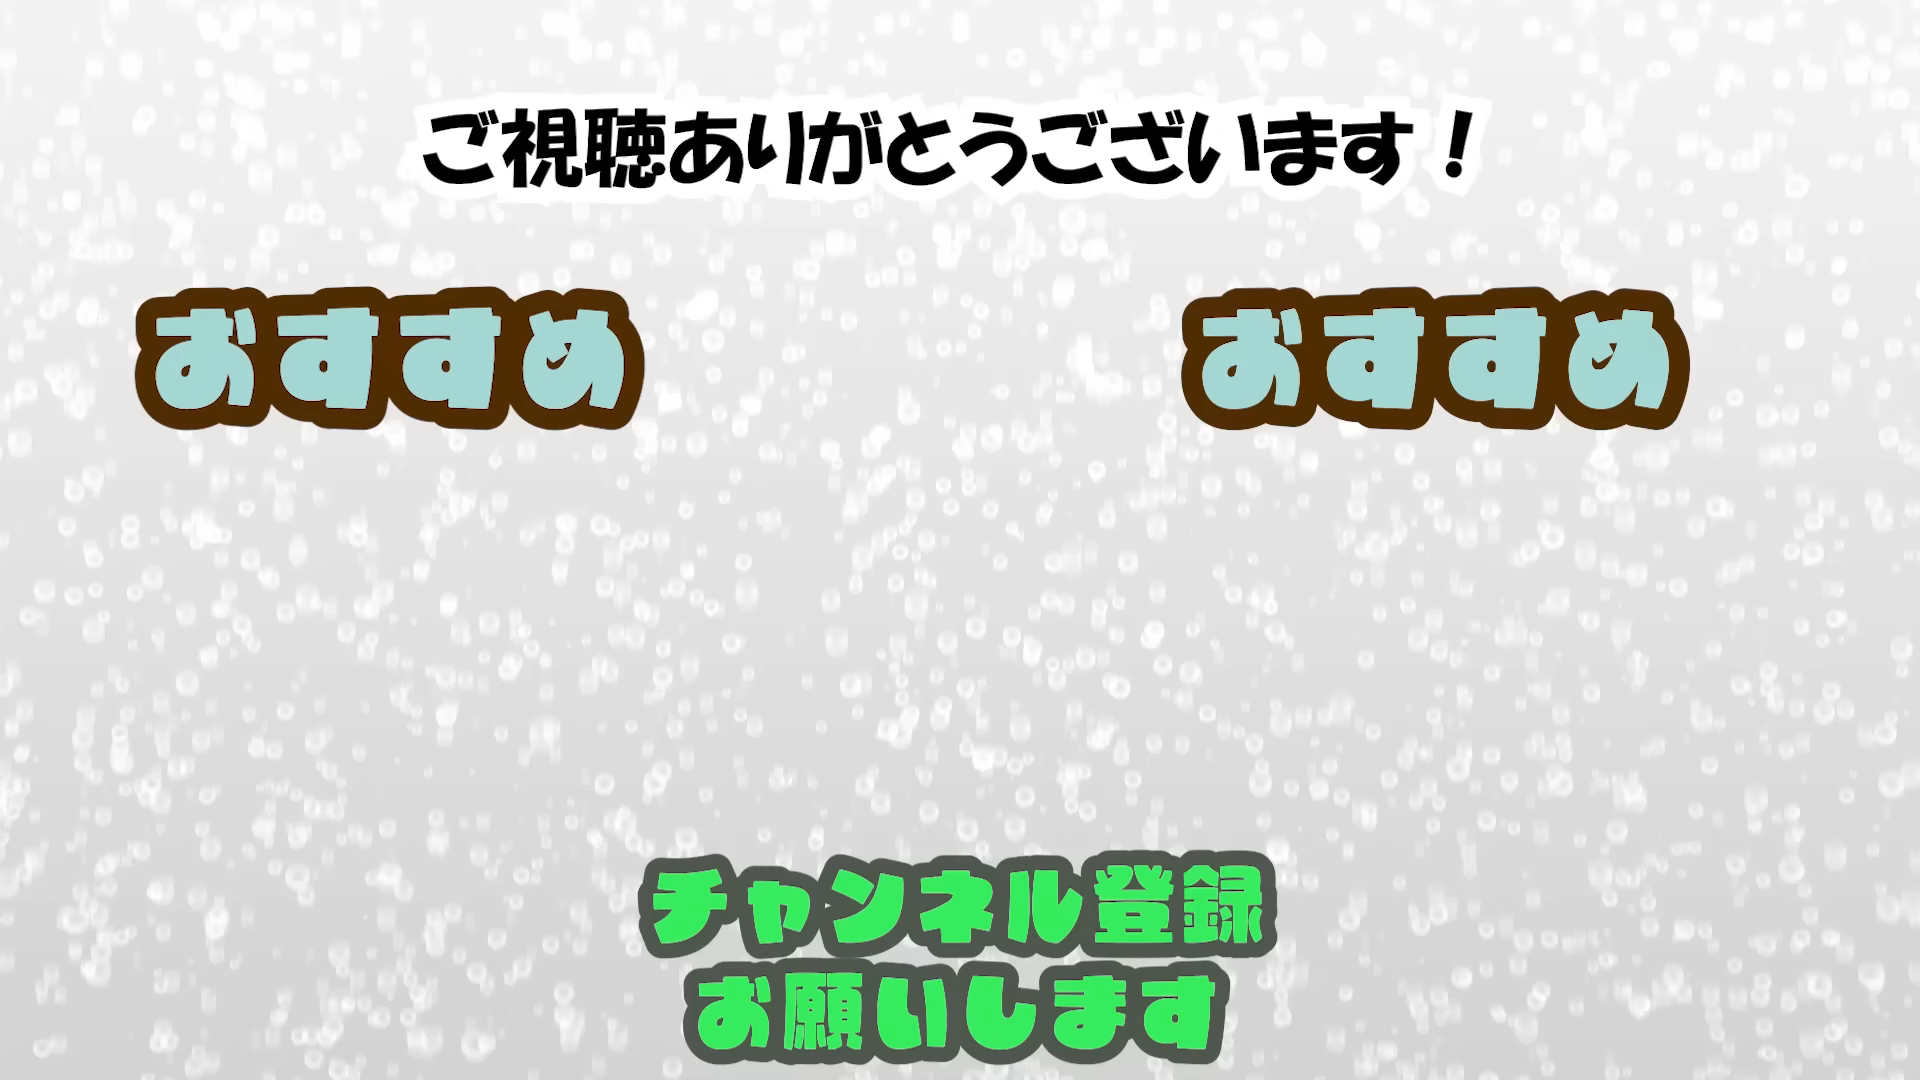 ご視聴ありがとうございます！
おすすめ
おすすめ
チャンネル登録
お願いします